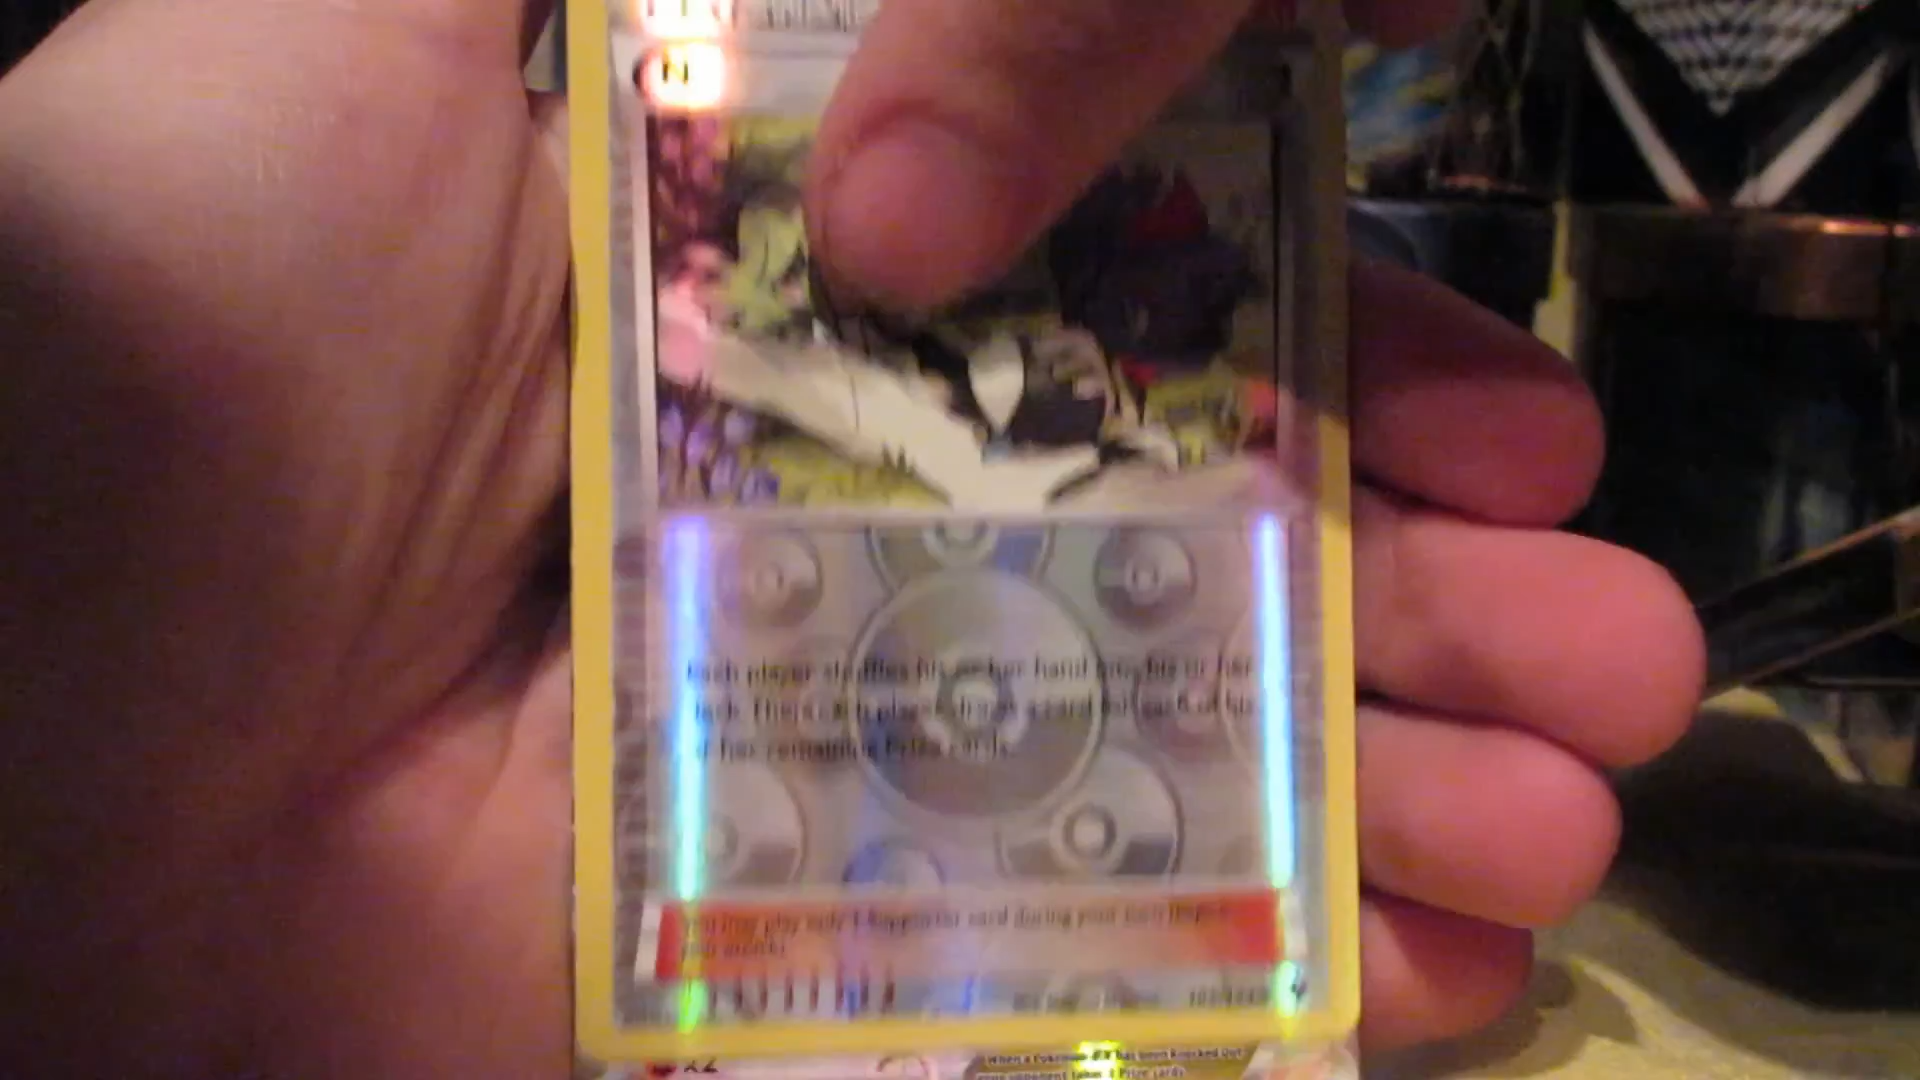 N
Each player shuffles his or her hand into his or her
deck. Then, each player draws a card for each of his
or her remaining Prize cards.
You may play only 1 Supporter card during your turn (before
your attack).
x2
When a Pokémon-EX has been Knocked Out,
your opponent takes 2 Prize cards.